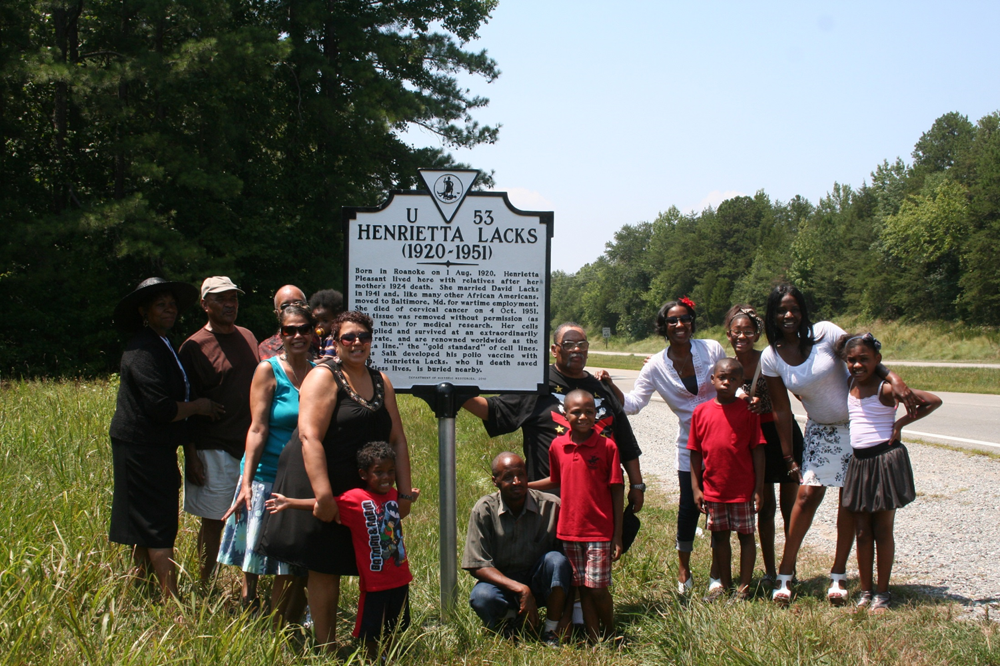 U 53
HENRIETTA LACKS
(1920-1951)
Born in Roanoke on 1 Aug. 1920, Henrietta
Pleasant lived here with relatives after her
mother's 1924 death. She married David Lacks
in 1941 and, like many other African Americans,
moved to Baltimore, Md. for wartime employment.
She died of cervical cancer on 4 Oct. 1951.
tissue was removed without permission (as
then) for medical research. Her cells
plied and survived at an extraordinarily
rate, and are renowned worldwide as the
a line," the "gold standard" of cell lines.
s Salk developed his polio vaccine with
. Henrietta Lacks, who in death saved
tless lives, is buried nearby.
DEPARTMENT OF HISTORIC RESOURCES, 2010
BATMAN & ROBIN